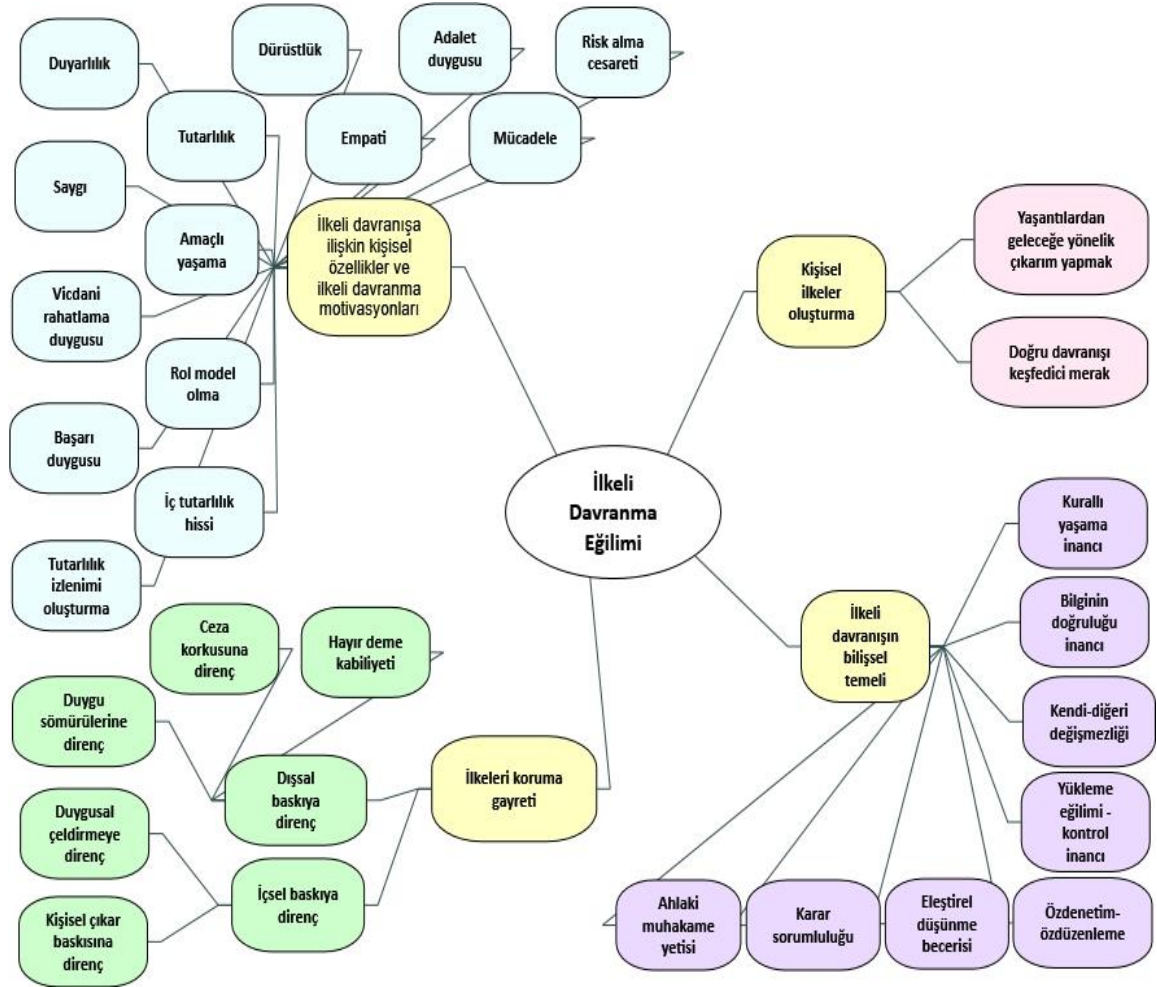 Duyarlılık
Dürüstlük
Adalet
duygusu
Risk alma
cesareti
Tutarlılık
Empati
Mücadele
Saygı
Amaçlı
yaşama
İlkeli davranışa
ilişkin kişisel
özellikler ve
ilkeli davranma
motivasyonları
Vicdani
rahatlama
duygusu
Rol model
olma
Başarı
duygusu
İç tutarlılık
hissi
Tutarlılık
izlenimi
oluşturma
Kişisel
ilkeler
oluşturma
Yaşantılardan
geleceğe yönelik
çıkarım yapmak
Doğru davranışı
keşfedici merak
İlkeli
Davranma
Eğilimi
Ceza
korkusuna
direnç
Hayır deme
kabiliyeti
Duygu
sömürülerine
direnç
Dışsal
baskıya
direnç
İlkeleri koruma
gayreti
Duygusal
çeldirmeye
direnç
İçsel baskıya
direnç
Kişisel çıkar
baskısına
direnç
İlkeli
davranışın
bilişsel
temeli
Kurallı
yaşama
inancı
Bilginin
doğruluğu
inancı
Kendi-diğeri
değişmezliği
Yükleme
eğilimi -
kontrol
inancı
Ahlaki
muhakame
yetisi
Karar
sorumluluğu
Eleştirel
düşünme
becerisi
Özdenetim-
özdüzenleme